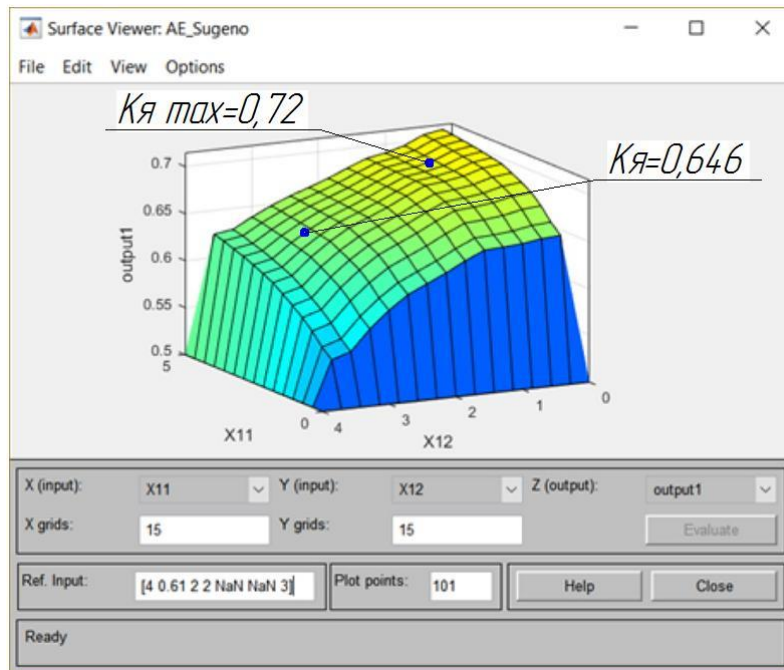 Surface Viewer: AE_Sugeno
File Edit View Options
Kя max=0,72
Kя=0,646
0.7
0.65
0.6
0.55
0.5
output1
5
0
X11
4
3
2
1
0
X12
X (input): X11 Y (input): X12 Z (output): output1
X grids: 15 Y grids: 15 Evaluate
Ref. Input: [4 0.61 2 2 NaN NaN 3] Plot points: 101 Help Close
Ready